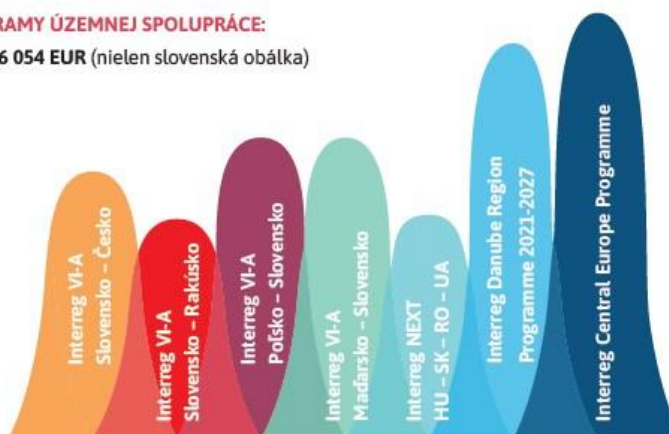 RAMY ÚZEMNEJ SPOLUPRÁCE:
6 054 EUR (nielen slovenská obálka)
Interreg VI-A
Slovensko – Česko
Interreg VI-A
Slovensko – Rakúsko
Interreg VI-A
Poľsko – Slovensko
Interreg VI-A
Maďarsko – Slovensko
Interreg NEXT
HU – SK – RO – UA
Interreg Danube Region
Programme 2021-2027
Interreg Central Europe Programme